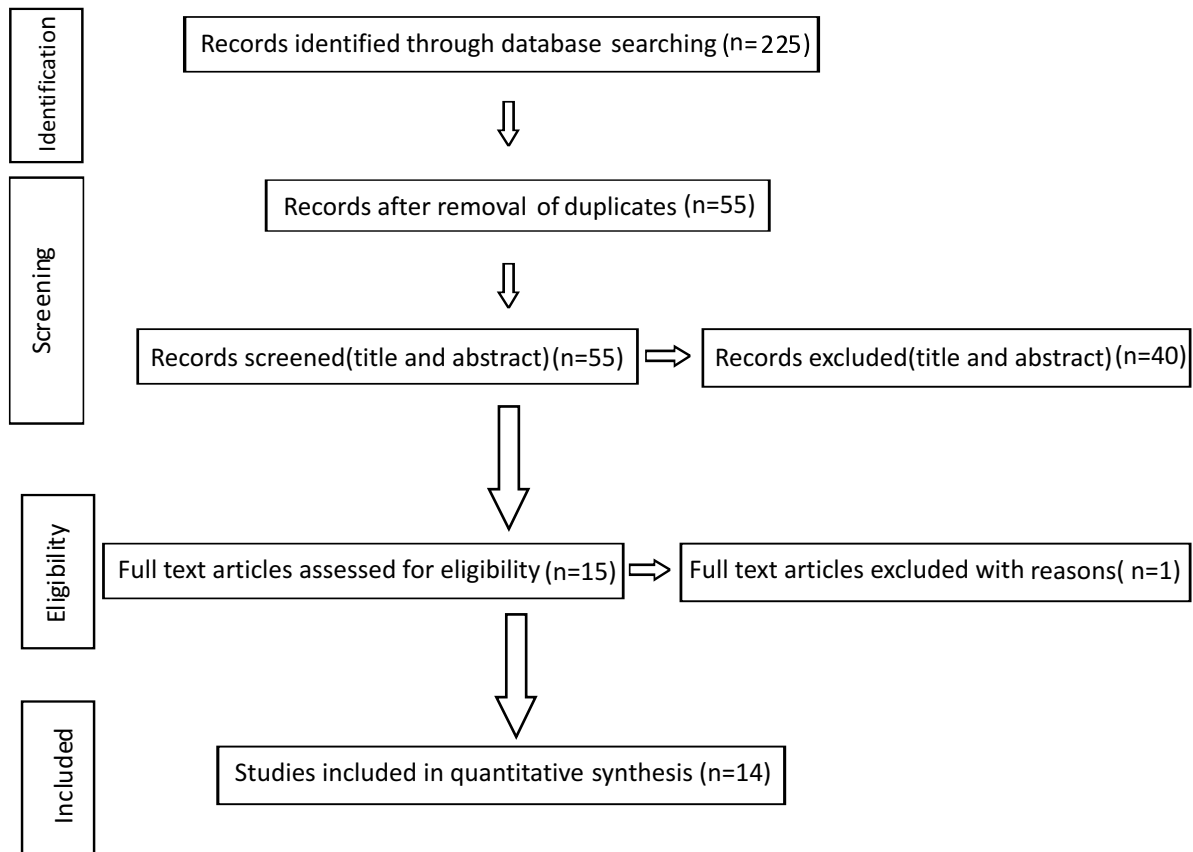 Identification
Records identified through database searching (n=225)
Screening
Records after removal of duplicates (n=55)
Records screened(title and abstract) (n=55)
Records excluded(title and abstract) (n=40)
Eligibility
Full text articles assessed for eligibility (n=15)
Full text articles excluded with reasons( n=1)
Included
Studies included in quantitative synthesis (n=14)